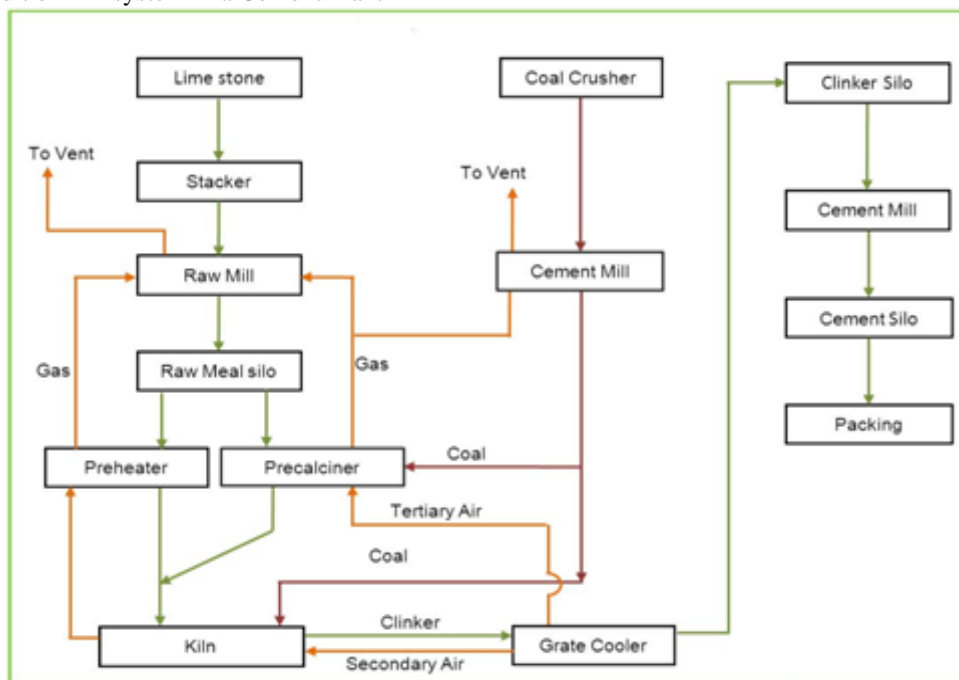 Lime stone
Coal Crusher
Clinker Silo
To Vent
To Vent
Stacker
Cement Mill
Raw Mill
Cement Mill
Cement Silo
Gas
Raw Meal silo
Gas
Packing
Preheater
Precalciner
Coal
Tertiary Air
Coal
Clinker
Kiln
Grate Cooler
Secondary Air